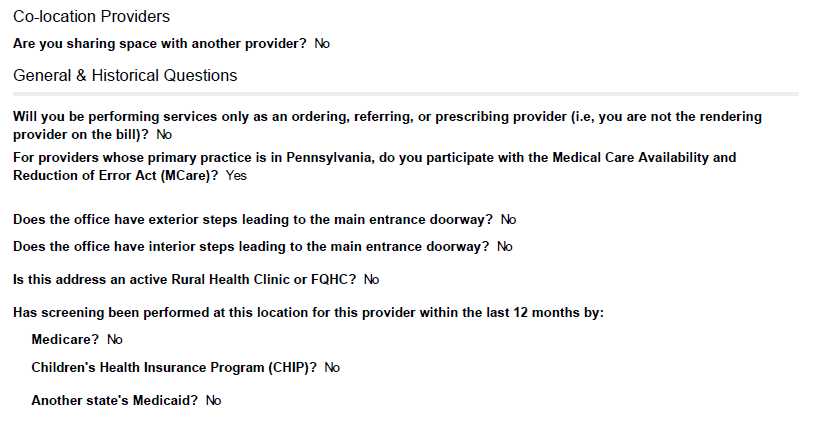 Co-location Providers
Are you sharing space with another provider? No
General & Historical Questions
Will you be performing services only as an ordering, referring, or prescribing provider (i.e, you are not the rendering
provider on the bill)? No
For providers whose primary practice is in Pennsylvania, do you participate with the Medical Care Availability and
Reduction of Error Act (MCare)? Yes
Does the office have exterior steps leading to the main entrance doorway? No
Does the office have interior steps leading to the main entrance doorway? No
Is this address an active Rural Health Clinic or FQHC? No
Has screening been performed at this location for this provider within the last 12 months by:
Medicare? No
Children's Health Insurance Program (CHIP)? No
Another state's Medicaid? No